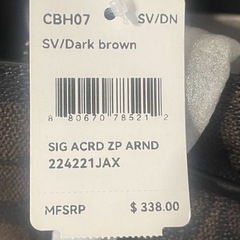 CBH07 SV/DN
SV/Dark brown
8 80670 78521 2
SIG ACRD ZP ARND
224221JAX
MFSRP $ 338.00